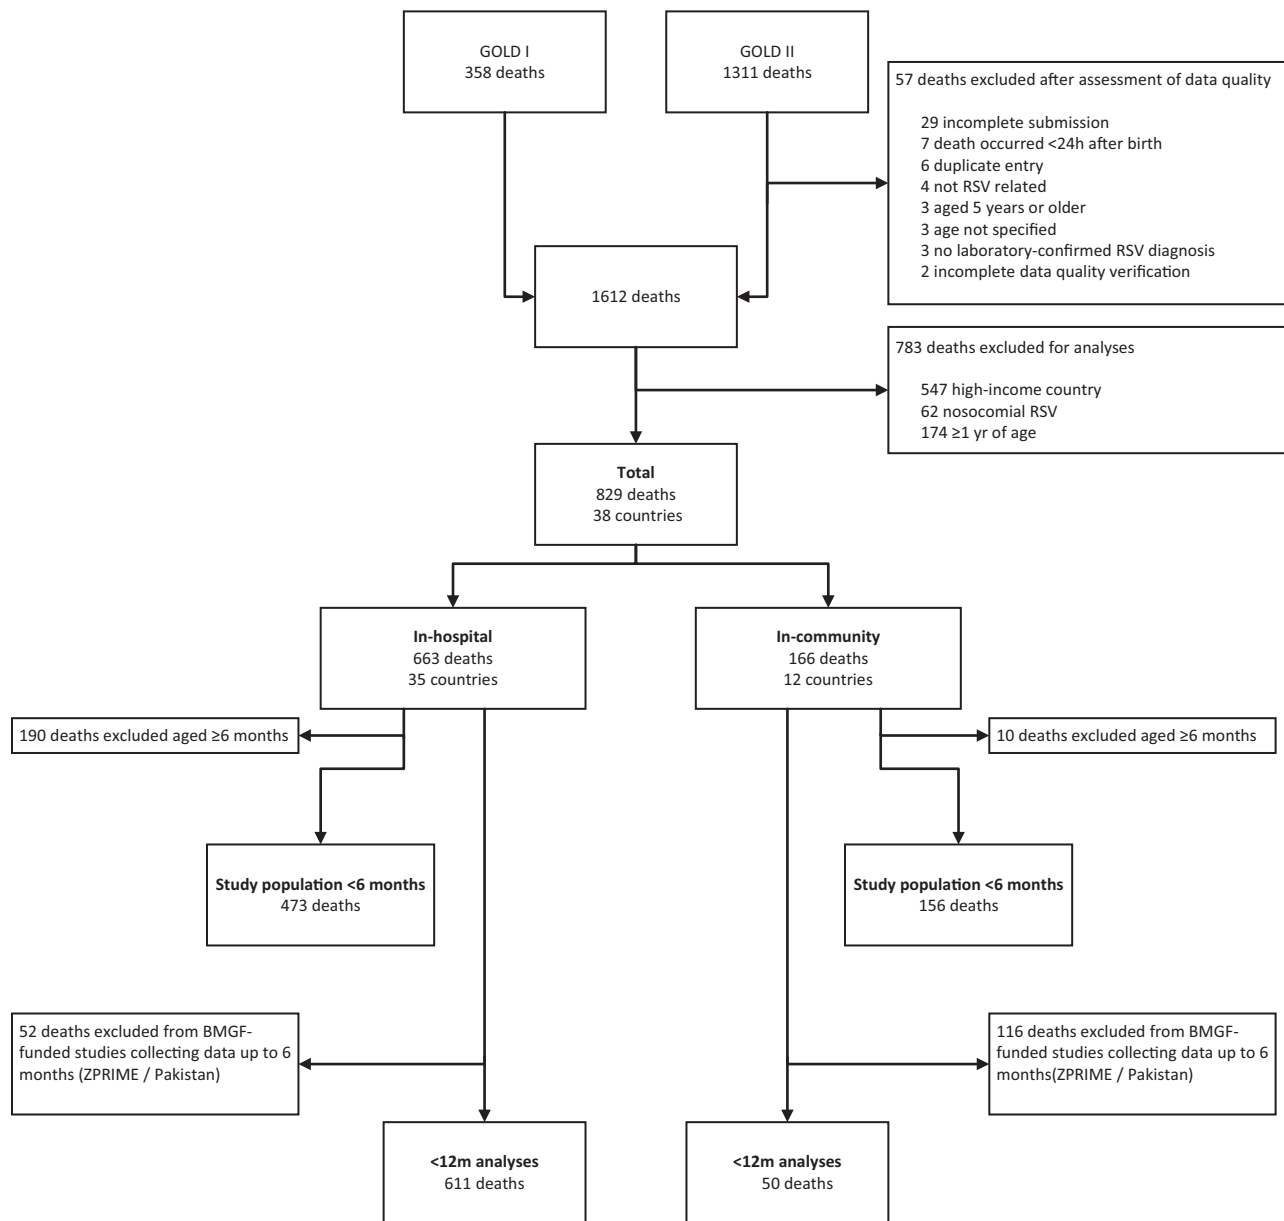 GOLD I
358 deaths
GOLD II
1311 deaths
57 deaths excluded after assessment of data quality
29 incomplete submission
7 death occurred <24h after birth
6 duplicate entry
4 not RSV related
3 aged 5 years or older
3 age not specified
3 no laboratory-confirmed RSV diagnosis
2 incomplete data quality verification
1612 deaths
783 deaths excluded for analyses
547 high-income country
62 nosocomial RSV
174 ≥1 yr of age
Total
829 deaths
38 countries
In-hospital
663 deaths
35 countries
In-community
166 deaths
12 countries
190 deaths excluded aged ≥6 months
10 deaths excluded aged ≥6 months
Study population <6 months
473 deaths
Study population <6 months
156 deaths
52 deaths excluded from BMGF-
funded studies collecting data up to 6
months (ZPRIME / Pakistan)
116 deaths excluded from BMGF-
funded studies collecting data up to 6
months(ZPRIME / Pakistan)
<12m analyses
611 deaths
<12m analyses
50 deaths